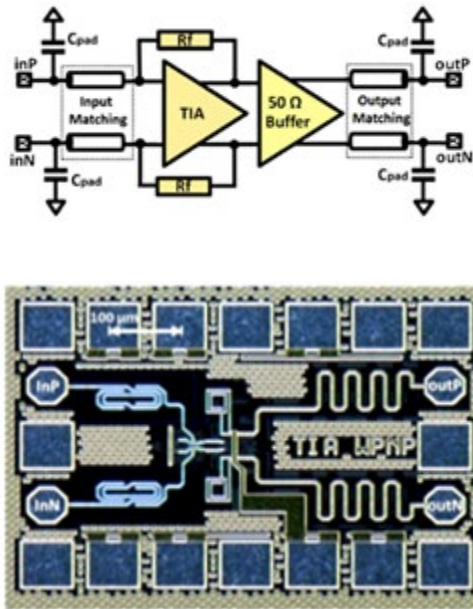 Cpad
Cpad
inP
Rf
outP
Input
Matching
TIA
50 Ω
Buffer
Output
Matching
inN
outN
Rf
Cpad
Cpad
100 µm
InP
outP
TIA WPNP
InN
outN